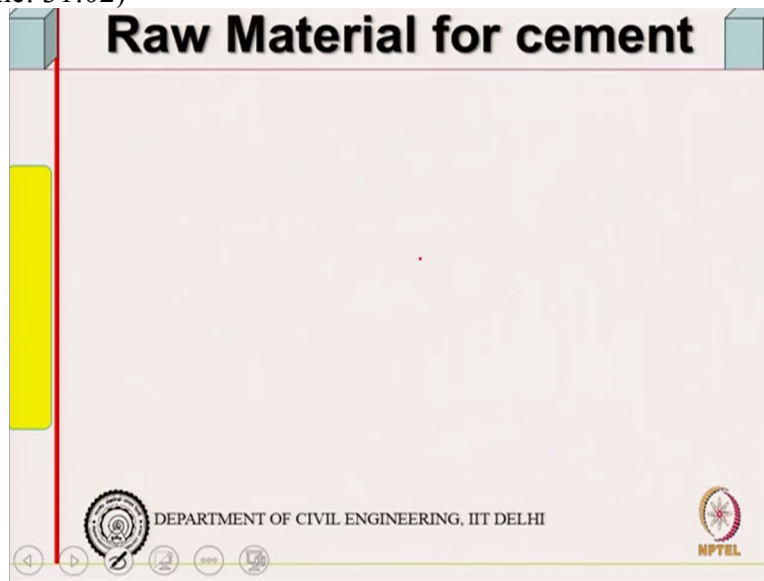 Raw Material for cement
DEPARTMENT OF CIVIL ENGINEERING, IIT DELHI
NPTEL